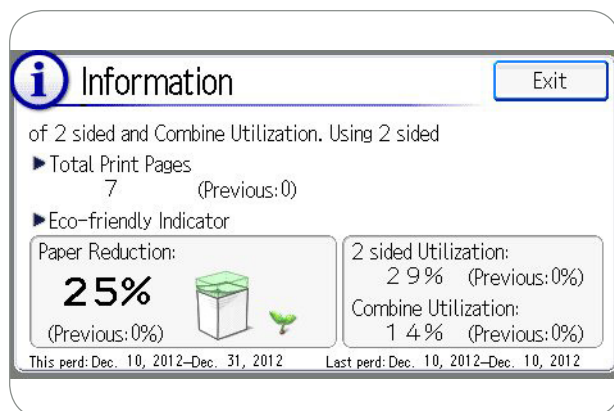 i Information
Exit
of 2 sided and Combine Utilization. Using 2 sided
▶Total Print Pages
7 (Previous:0)
▶Eco-friendly Indicator
Paper Reduction:
25%
(Previous:0%)
2 sided Utilization:
29% (Previous:0%)
Combine Utilization:
14% (Previous:0%)
This perd: Dec. 10, 2012–Dec. 31, 2012 Last perd: Dec. 10, 2012–Dec. 10, 2012